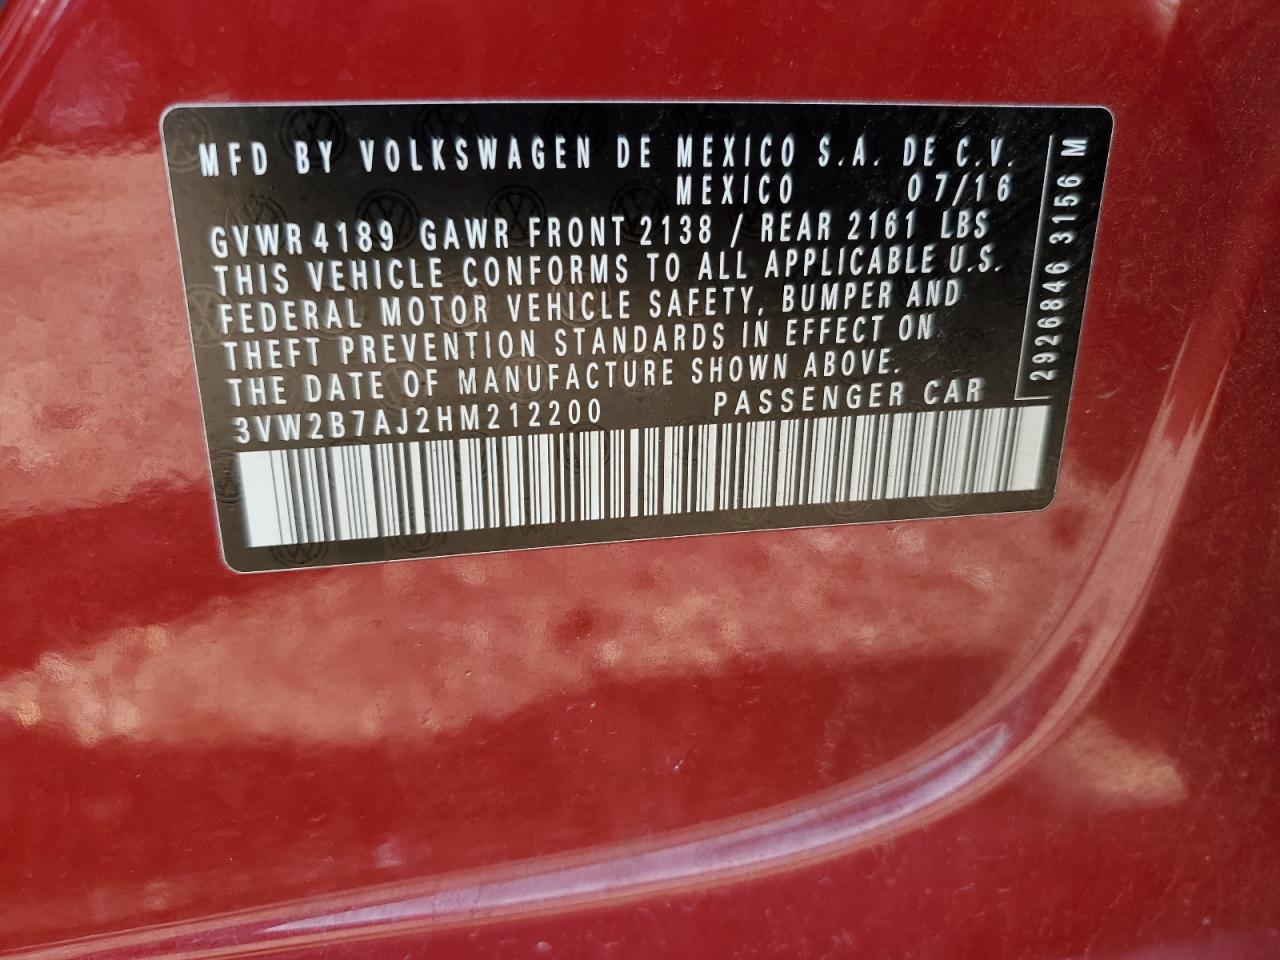 MFD BY VOLKSWAGEN DE MEXICO S.A. DE C.V.
MEXICO 07/16
GVWR 4189 GAWR FRONT 2138 / REAR 2161 LBS
THIS VEHICLE CONFORMS TO ALL APPLICABLE U.S.
FEDERAL MOTOR VEHICLE SAFETY, BUMPER AND
THEFT PREVENTION STANDARDS IN EFFECT ON
THE DATE OF MANUFACTURE SHOWN ABOVE.
3VW2B7AJ2HM212200 PASSENGER CAR
2926846 3156 M